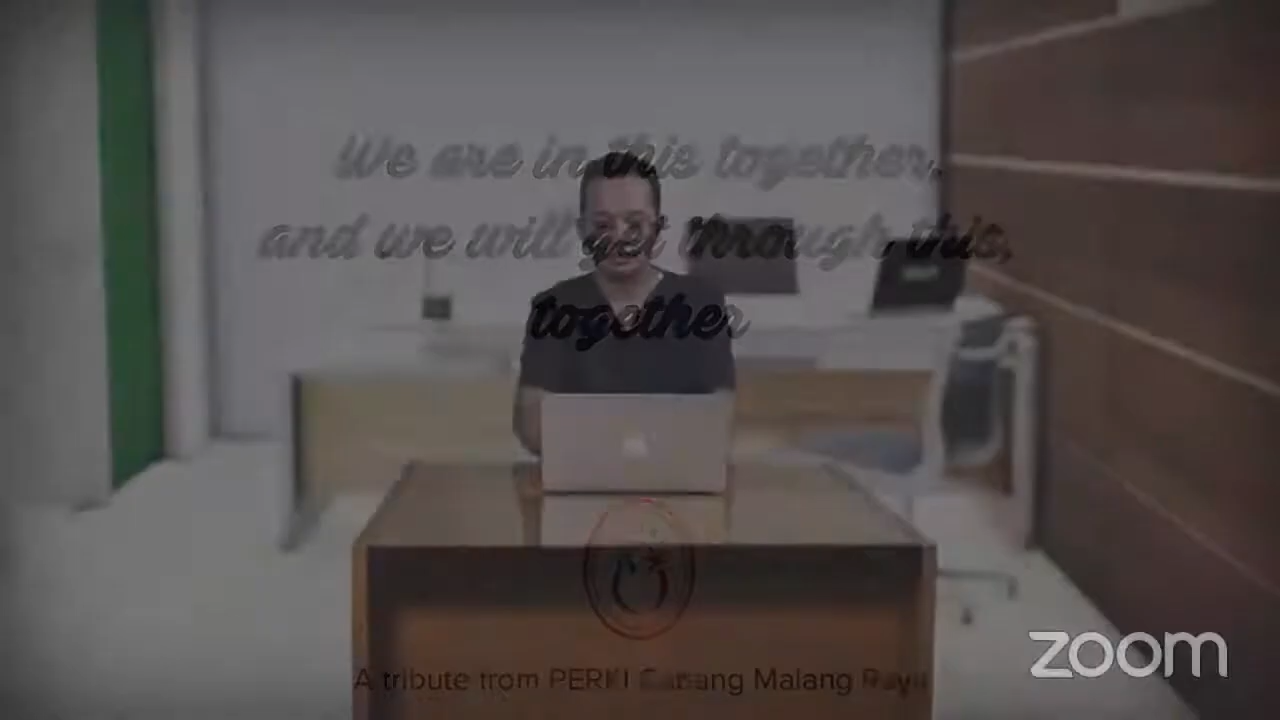 We are in this together,
and we will get through this,
together
A tribute from PERKI Cabang Malang Raya
zoom